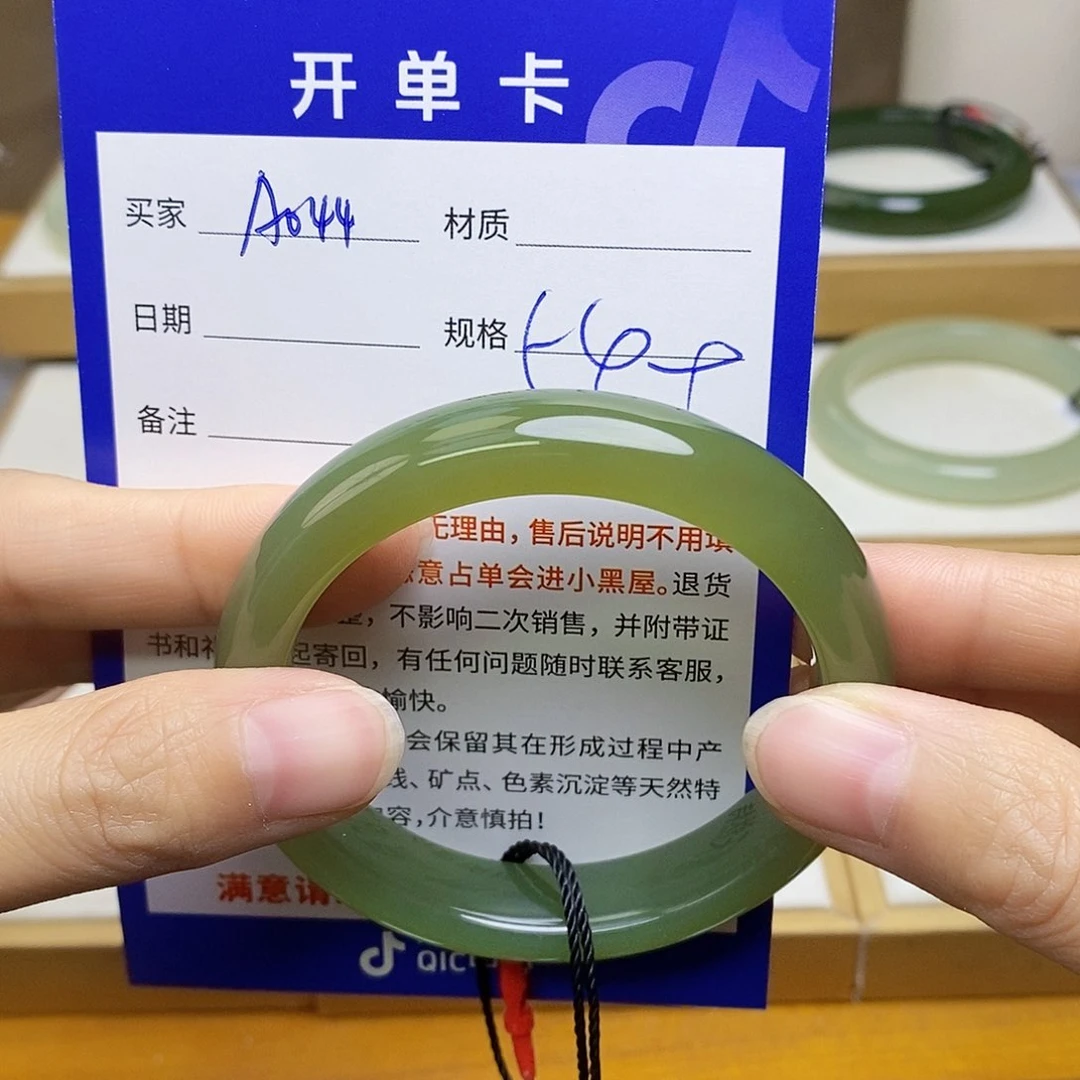 开单卡
买家 A044 材质
日期 规格
备注
无理由，售后说明不用填
意占单会进小黑屋。退货
整，不影响二次销售，并附带证
书和礼 起寄回，有任何问题随时联系客服，
愉快。
会保留其在形成过程中产
线、矿点、色素沉淀等天然特
容，介意慎拍！
满意请
QIC